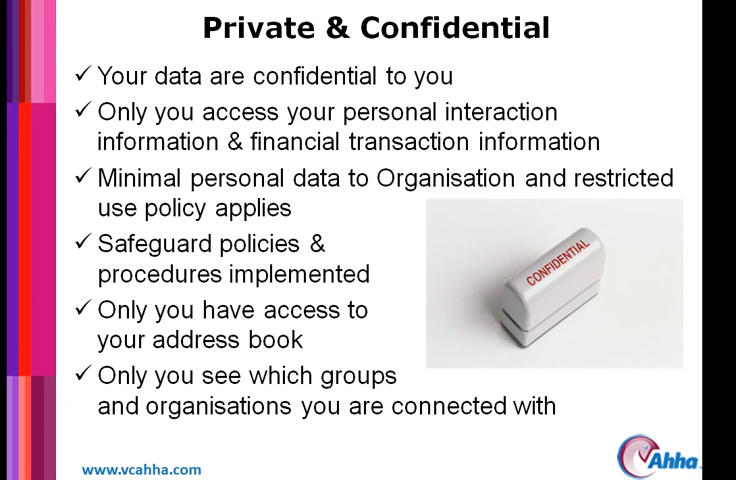 Private & Confidential
✓ Your data are confidential to you
✓ Only you access your personal interaction
information & financial transaction information
✓ Minimal personal data to Organisation and restricted
use policy applies
✓ Safeguard policies &
procedures implemented
CONFIDENTIAL
✓ Only you have access to
your address book
✓ Only you see which groups
and organisations you are connected with
www.vcahha.com
Ahha